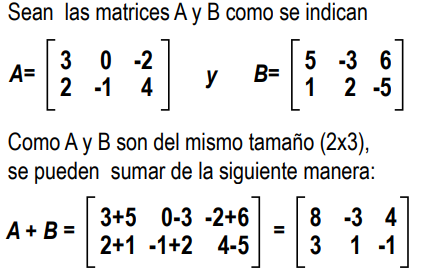 Sean las matrices A y B como se indican
A= [ 3 0 -2 ] y B= [ 5 -3 6 ]
[ 2 -1 4 ] [ 1 2 -5 ]
Como A y B son del mismo tamaño (2x3),
se pueden sumar de la siguiente manera:
A + B = [ 3+5 0-3 -2+6 ] = [ 8 -3 4 ]
[ 2+1 -1+2 4-5 ] [ 3 1 -1 ]